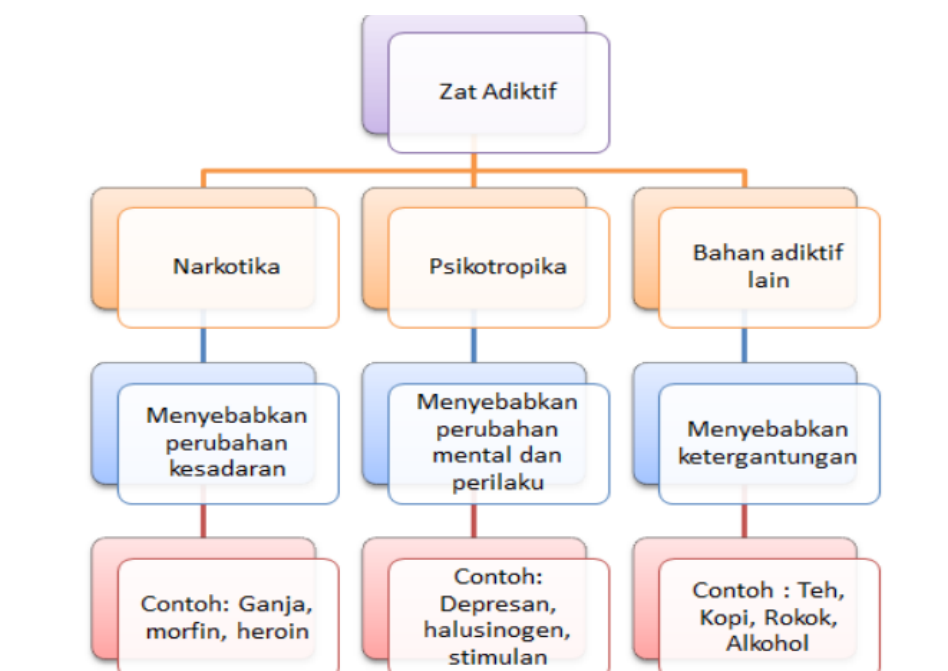 Zat Adiktif
Narkotika
Psikotropika
Bahan adiktif
lain
Menyebabkan
perubahan
kesadaran
Menyebabkan
perubahan
mental dan
perilaku
Menyebabkan
ketergantungan
Contoh: Ganja,
morfin, heroin
Contoh:
Depresan,
halusinogen,
stimulan
Contoh : Teh,
Kopi, Rokok,
Alkohol